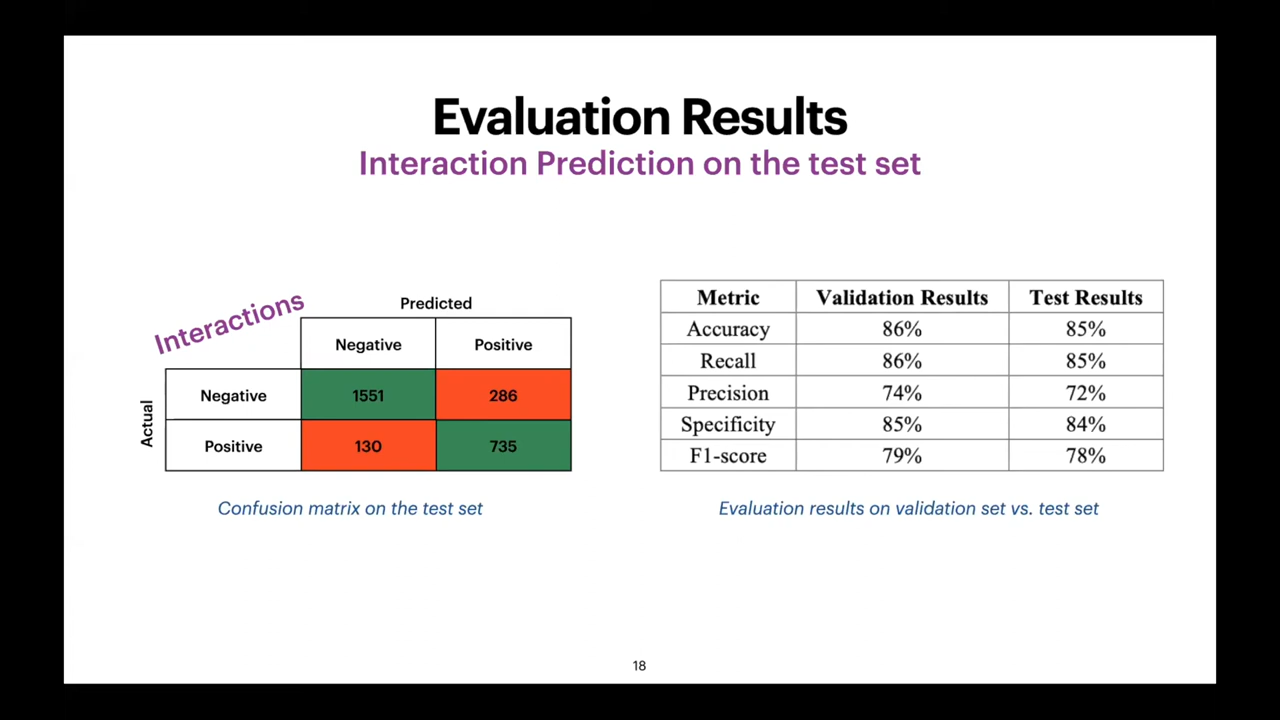 Evaluation Results
Interaction Prediction on the test set
Interactions
Predicted
Negative Positive
Actual
Negative 1551 286
Positive 130 735
Confusion matrix on the test set
Metric Validation Results Test Results
Accuracy 86% 85%
Recall 86% 85%
Precision 74% 72%
Specificity 85% 84%
F1-score 79% 78%
Evaluation results on validation set vs. test set
18